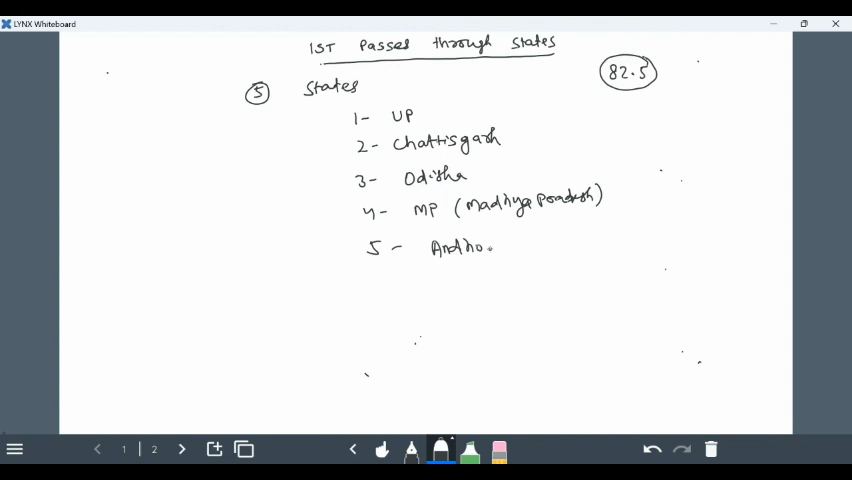 LYNX Whiteboard
IST Passes through States
82.5
5 States
1- UP
2- Chattisgarh
3- Odisha
4- MP (Madhya Pradesh)
5- Andho
1 | 2